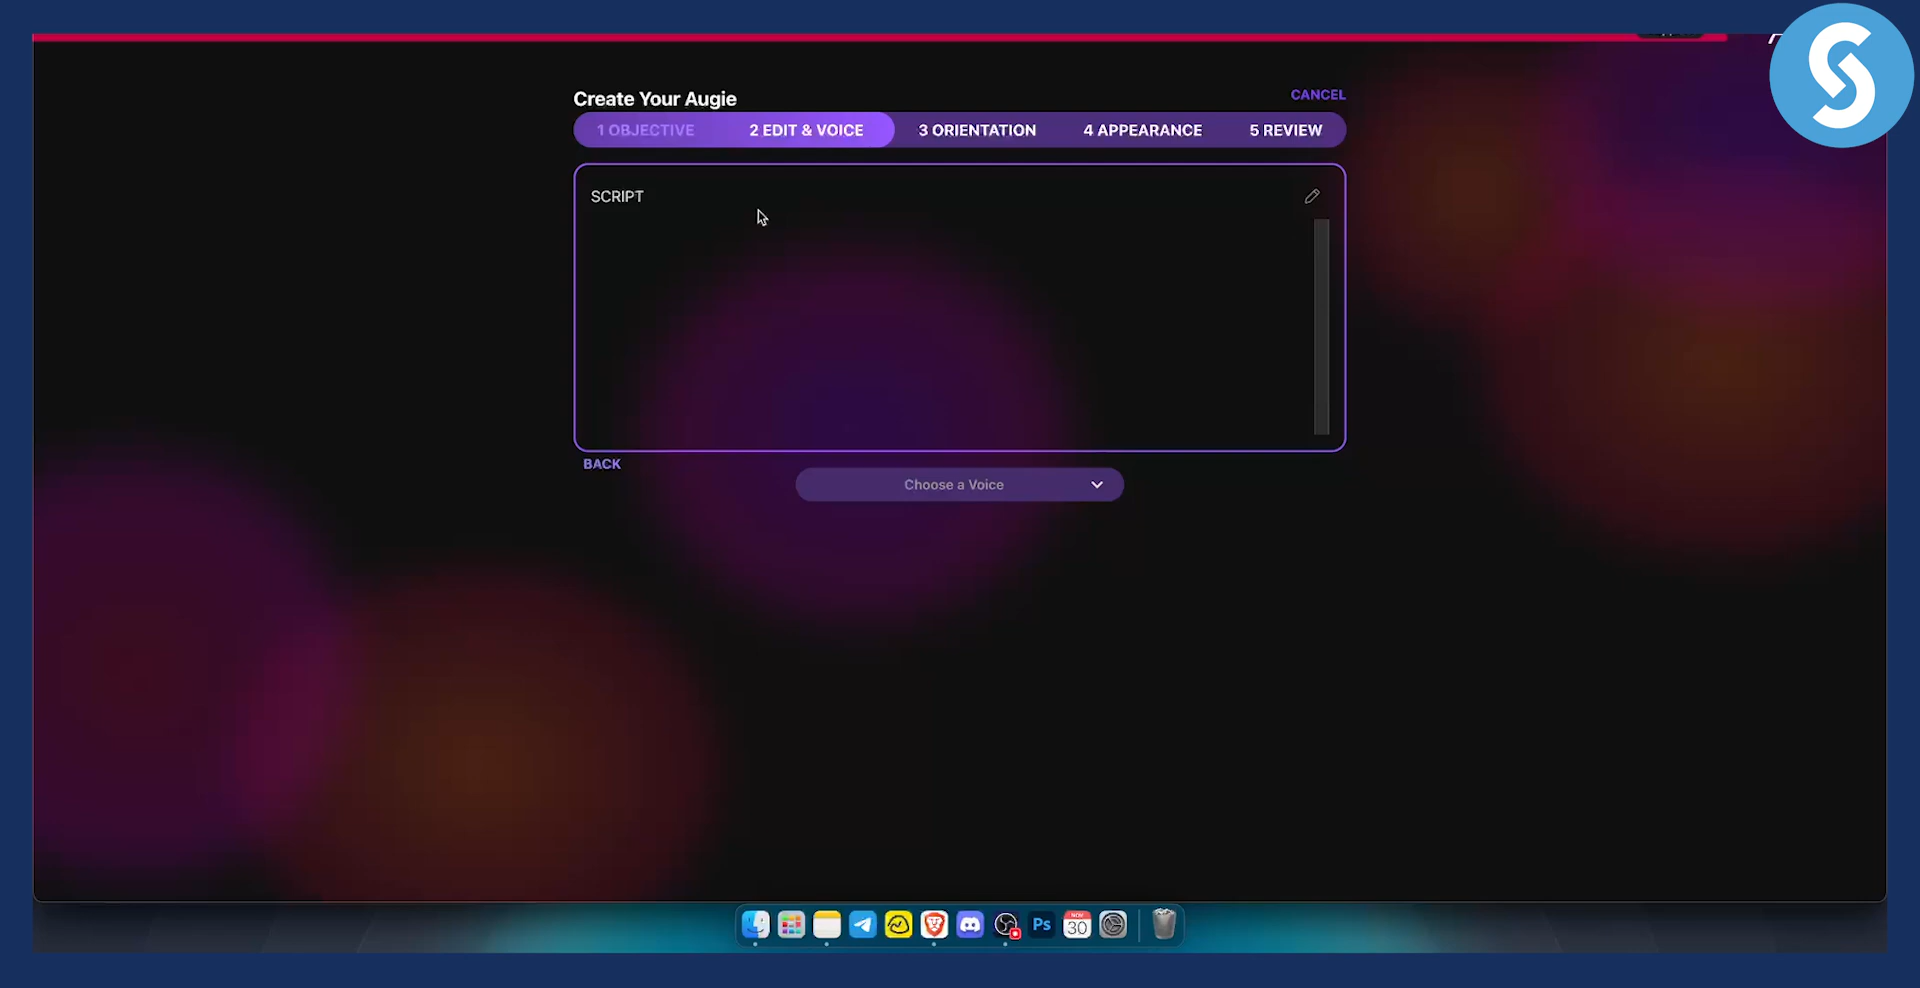 Create Your Augie
CANCEL
1 OBJECTIVE
2 EDIT & VOICE
3 ORIENTATION
4 APPEARANCE
5 REVIEW
SCRIPT
BACK
Choose a Voice
Ps
NOV
30